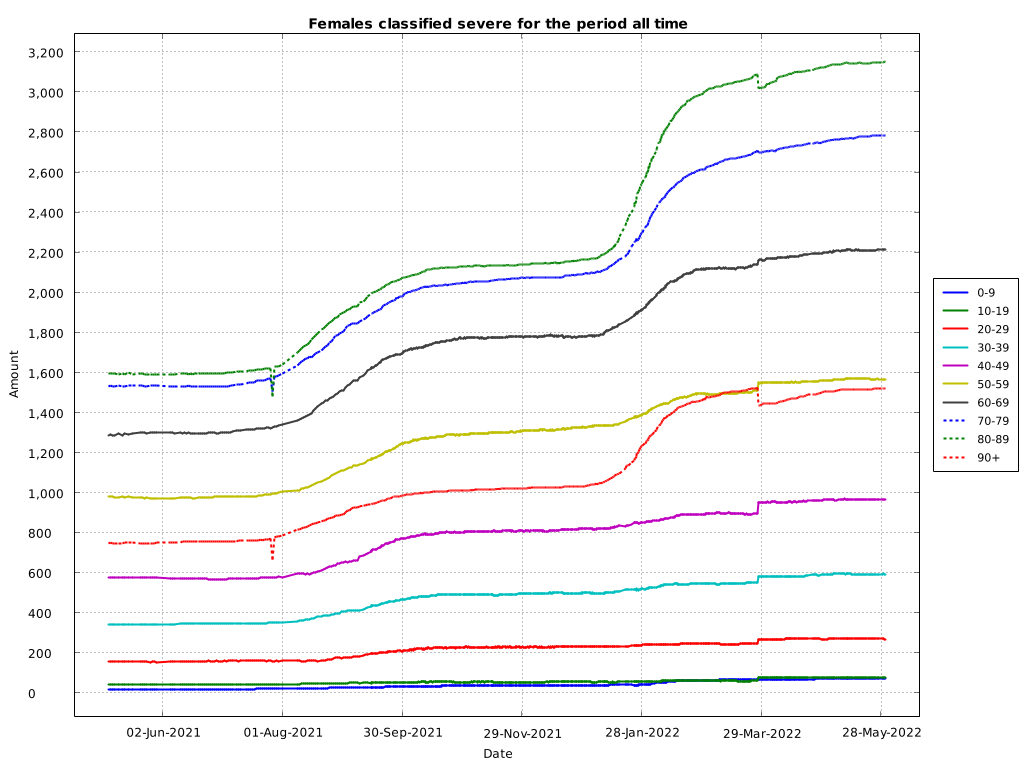 Females classified severe for the period all time
3,200
3,000
2,800
2,600
2,400
2,200
2,000
1,800
1,600
1,400
1,200
1,000
800
600
400
200
0
Amount
02-Jun-2021
01-Aug-2021
30-Sep-2021
29-Nov-2021
28-Jan-2022
29-Mar-2022
28-May-2022
Date
0-9
10-19
20-29
30-39
40-49
50-59
60-69
70-79
80-89
90+